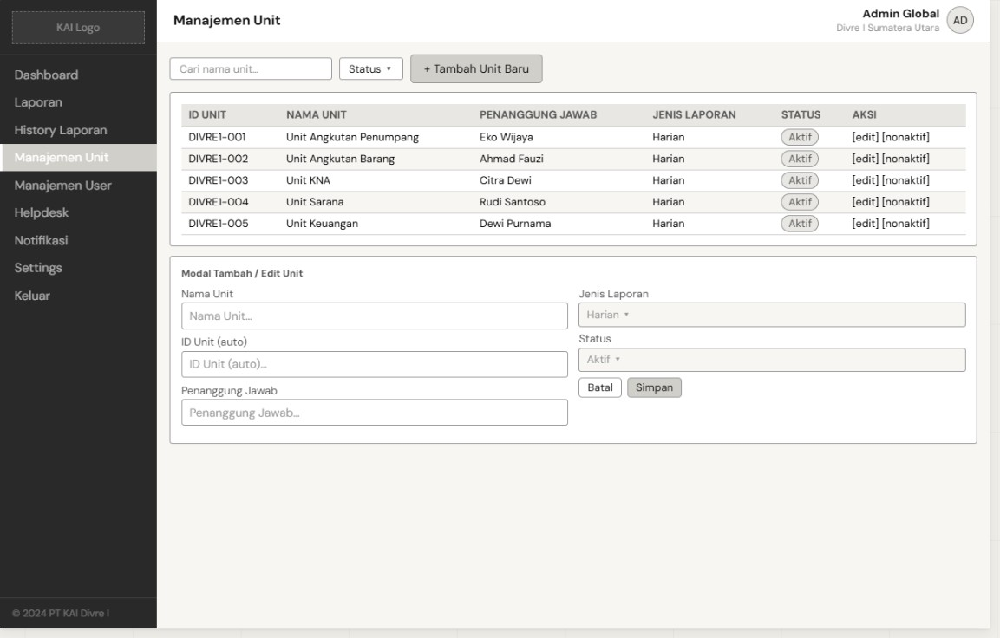 KAI Logo
Dashboard
Laporan
History Laporan
Manajemen Unit
Manajemen User
Helpdesk
Notifikasi
Settings
Keluar
© 2024 PT KAI Divre I
Manajemen Unit
Admin Global
Divre I Sumatera Utara
AD
Cari nama unit...
Status ▾
+ Tambah Unit Baru
ID UNIT NAMA UNIT PENANGGUNG JAWAB JENIS LAPORAN STATUS AKSI
DIVRE1-001 Unit Angkutan Penumpang Eko Wijaya Harian Aktif [edit] [nonaktif]
DIVRE1-002 Unit Angkutan Barang Ahmad Fauzi Harian Aktif [edit] [nonaktif]
DIVRE1-003 Unit KNA Citra Dewi Harian Aktif [edit] [nonaktif]
DIVRE1-004 Unit Sarana Rudi Santoso Harian Aktif [edit] [nonaktif]
DIVRE1-005 Unit Keuangan Dewi Purnama Harian Aktif [edit] [nonaktif]
Modal Tambah / Edit Unit
Nama Unit
Nama Unit...
ID Unit (auto)
ID Unit (auto)...
Penanggung Jawab
Penanggung Jawab...
Jenis Laporan
Harian ▾
Status
Aktif ▾
Batal
Simpan